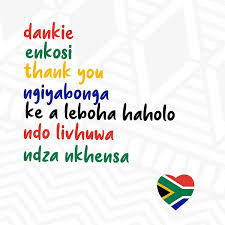 dankie
enkosi
thank you
ngiyabonga
ke a leboha haholo
ndo livhuwa
ndza nkhensa